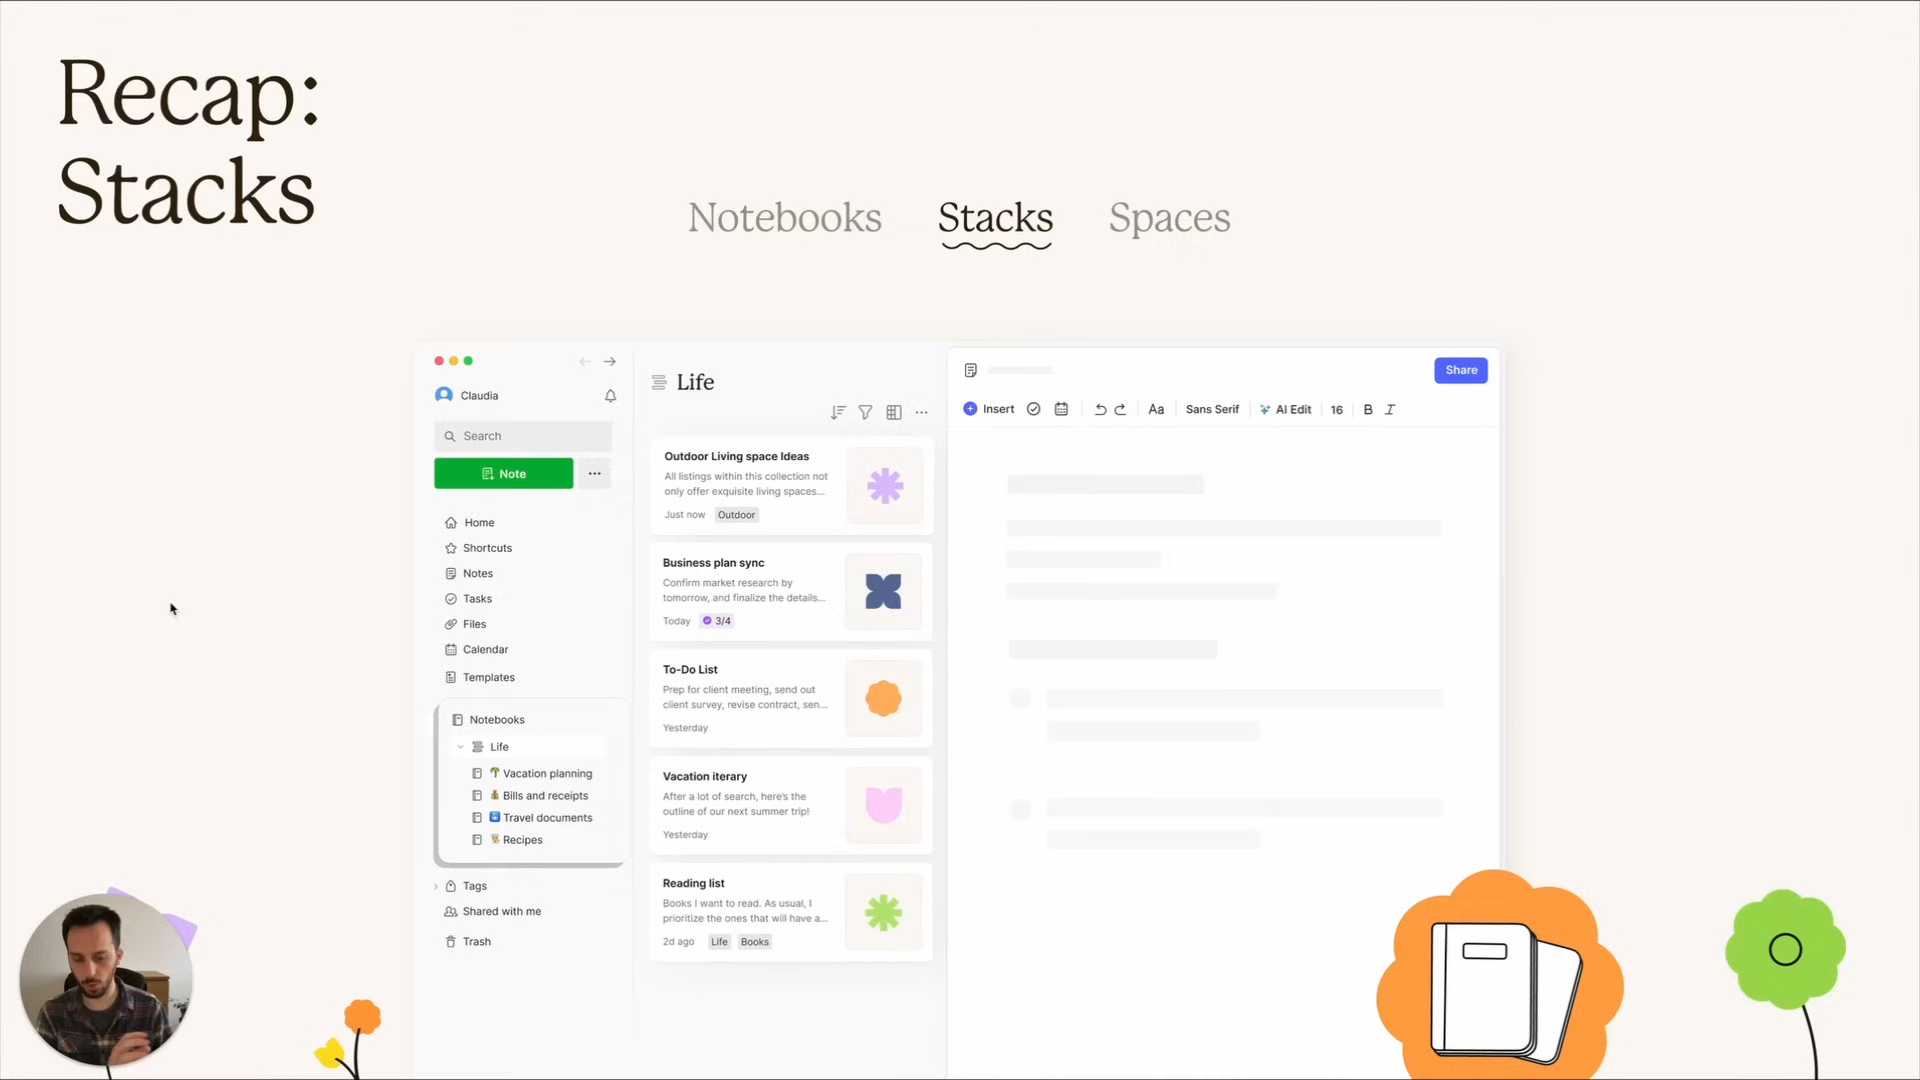 Recap:
Stacks
Notebooks
Stacks
Spaces
Claudia
Search
Note
Home
Shortcuts
Notes
Tasks
Files
Calendar
Templates
Notebooks
Life
Vacation planning
Bills and receipts
Travel documents
Recipes
Tags
Shared with me
Trash
Life
Outdoor Living space Ideas
All listings within this collection not
only offer exquisite living spaces...
Just now Outdoor
Business plan sync
Confirm market research by
tomorrow, and finalize the details...
Today 3/4
To-Do List
Prep for client meeting, send out
client survey, revise contract, sen...
Yesterday
Vacation iterary
After a lot of search, here's the
outline of our next summer trip!
Yesterday
Reading list
Books I want to read. As usual, I
prioritize the ones that will have a...
2d ago Life Books
Share
Insert Aa Sans Serif AI Edit 16 B I